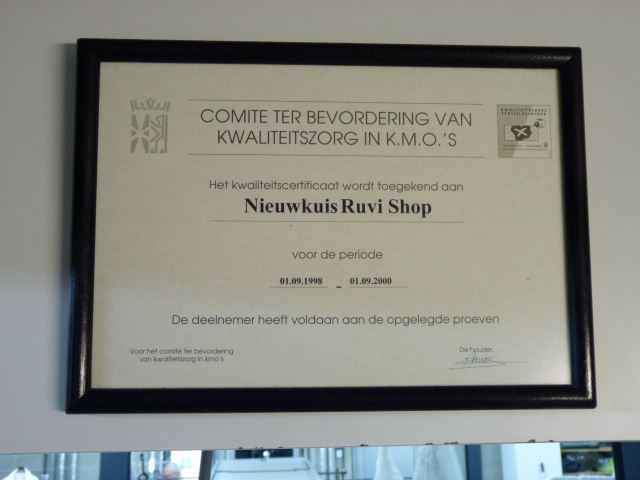 COMITE TER BEVORDERING VAN
KWALITEITSZORG IN K.M.O.'S
KWALITEITSLABEL
TEXTIELREINIGER
Het kwaliteitscertificaat wordt toegekend aan
Nieuwkuis Ruvi Shop
voor de periode
01.09.1998 - 01.09.2000
De deelnemer heeft voldaan aan de opgelegde proeven
Voor het comité ter bevordering
van kwaliteitszorg in kmo's
De houder,